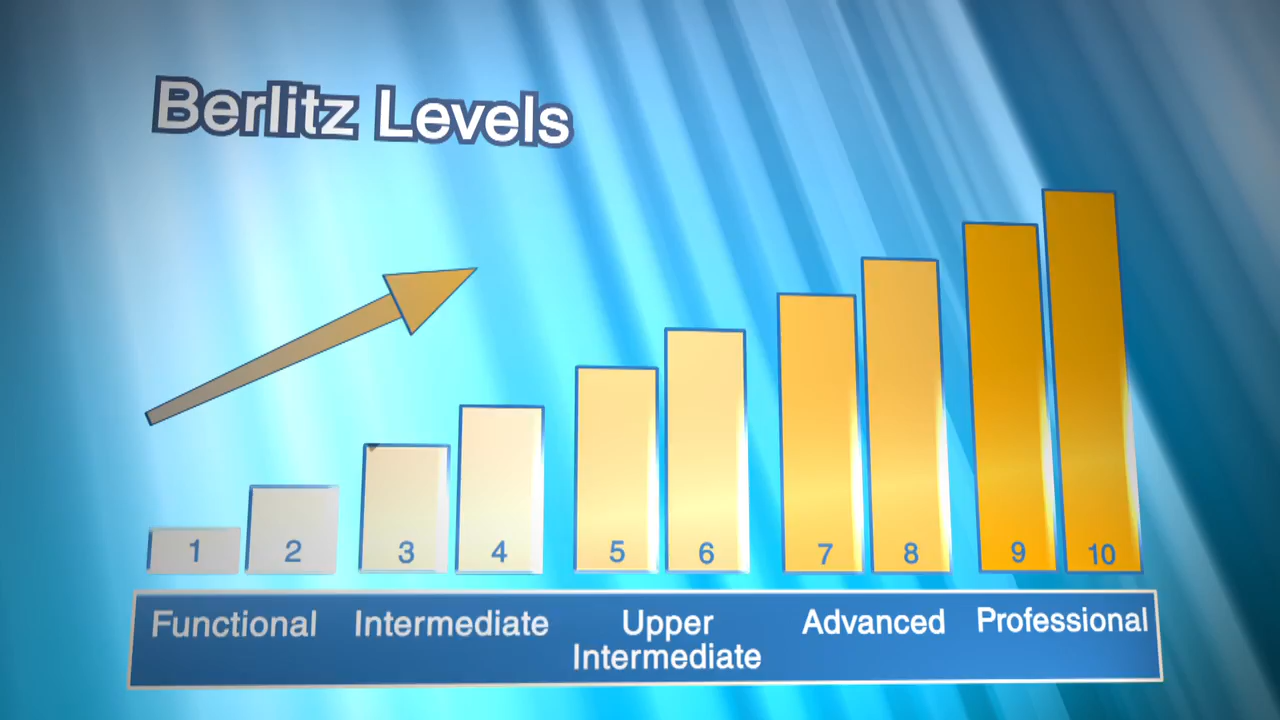 Berlitz Levels
1 2 3 4 5 6 7 8 9 10
Functional Intermediate Upper Intermediate Advanced Professional